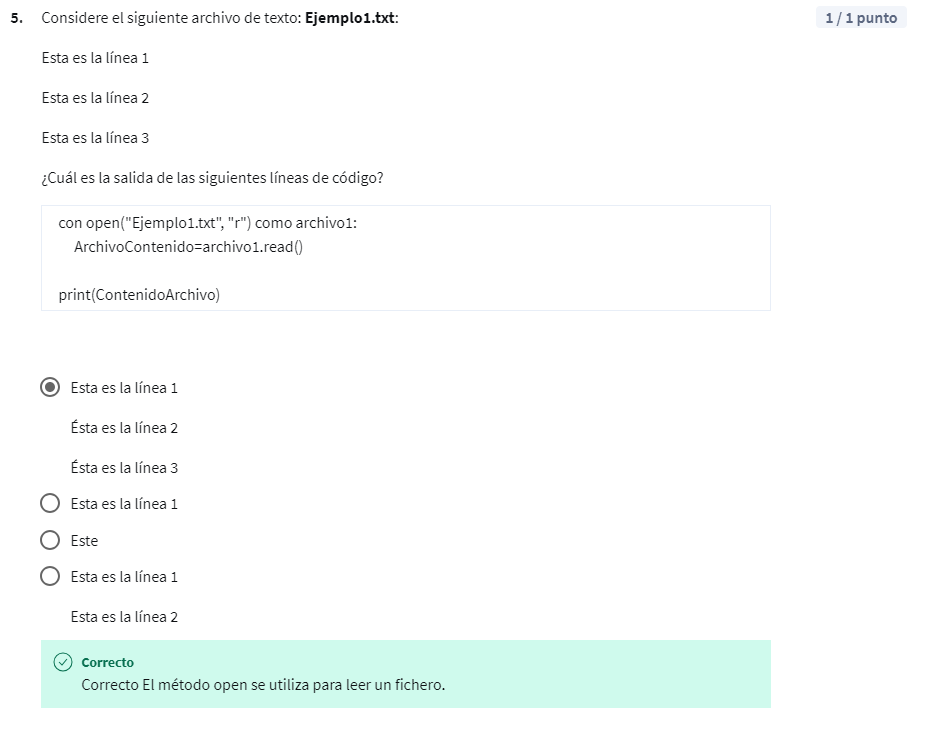 5. Considere el siguiente archivo de texto: Ejemplo1.txt:
1 / 1 punto
Esta es la línea 1
Esta es la línea 2
Esta es la línea 3
¿Cuál es la salida de las siguientes líneas de código?
con open("Ejemplo1.txt", "r") como archivo1:
ArchivoContenido=archivo1.read()
print(ContenidoArchivo)
Esta es la línea 1
Ésta es la línea 2
Ésta es la línea 3
Esta es la línea 1
Este
Esta es la línea 1
Esta es la línea 2
Correcto
Correcto El método open se utiliza para leer un fichero.